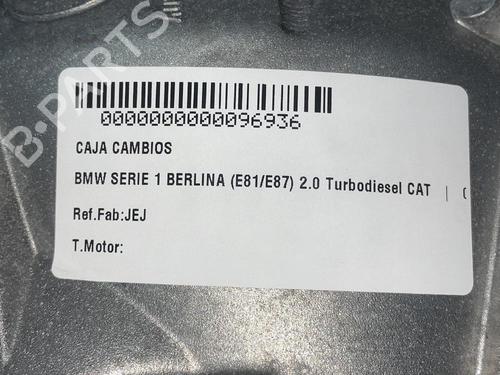 0000000000096936
CAJA CAMBIOS
BMW SERIE 1 BERLINA (E81/E87) 2.0 Turbodiesel CAT |
Ref.Fab:JEJ
T.Motor:
B-PARTS